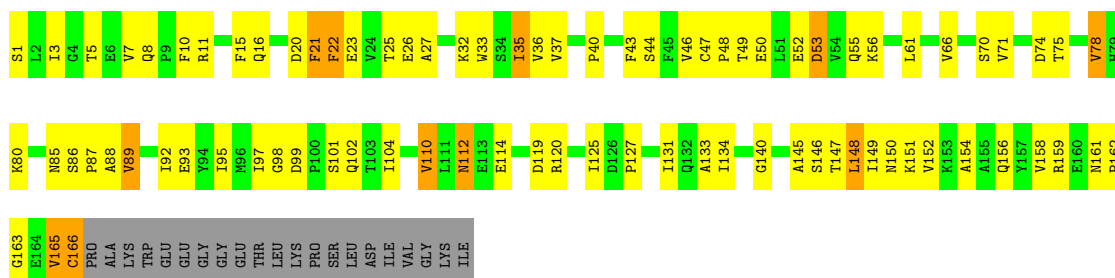 S1 L2 I3 G4 T5 E6 V7 Q8 P9 F10 R11 F15 Q16 D20 F21 F22 E23 V24 T25 E26 A27 K32 W33 S34 I35 V36 V37 P40 F43 S44 F45 V46 C47 P48 T49 E50 L51 E52 D53 V54 Q55 K56 L61 V66 S70 V71 D74 T75 V78 H79
K80 N85 S86 P87 A88 V89 I92 E93 Y94 I95 M96 I97 G98 D99 P100 S101 Q102 T103 I104 V110 L111 N112 E113 E114 D119 R120 I125 D126 P127 I131 Q132 A133 I134 G140 A145 S146 T147 L148 I149 N150 K151 V152 K153 A154 A155 Q156 Y157 V158 R159 E160 N161 P162
G163 E164 V165 C166 PRO ALA LYS TRP GLU GLU GLY GLY GLU THR LEU LYS PRO SER LEU ASP ILE VAL GLY LYS ILE